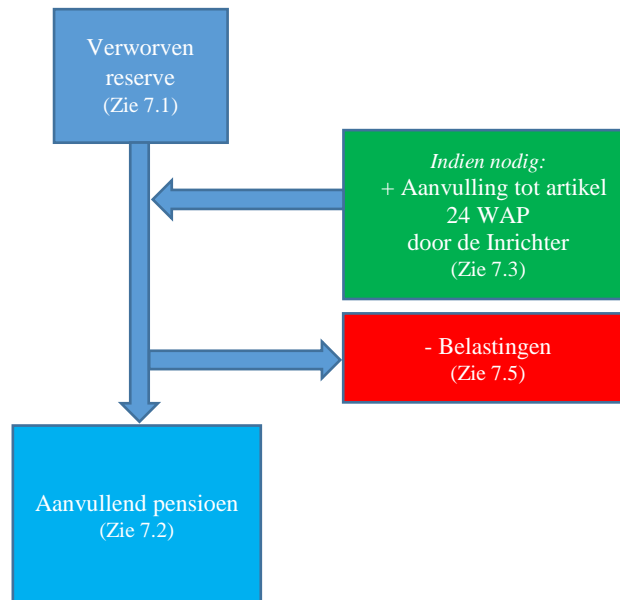 Verworven
reserve
(Zie 7.1)
Indien nodig:
+ Aanvulling tot artikel
24 WAP
door de Inrichter
(Zie 7.3)
- Belastingen
(Zie 7.5)
Aanvullend pensioen
(Zie 7.2)